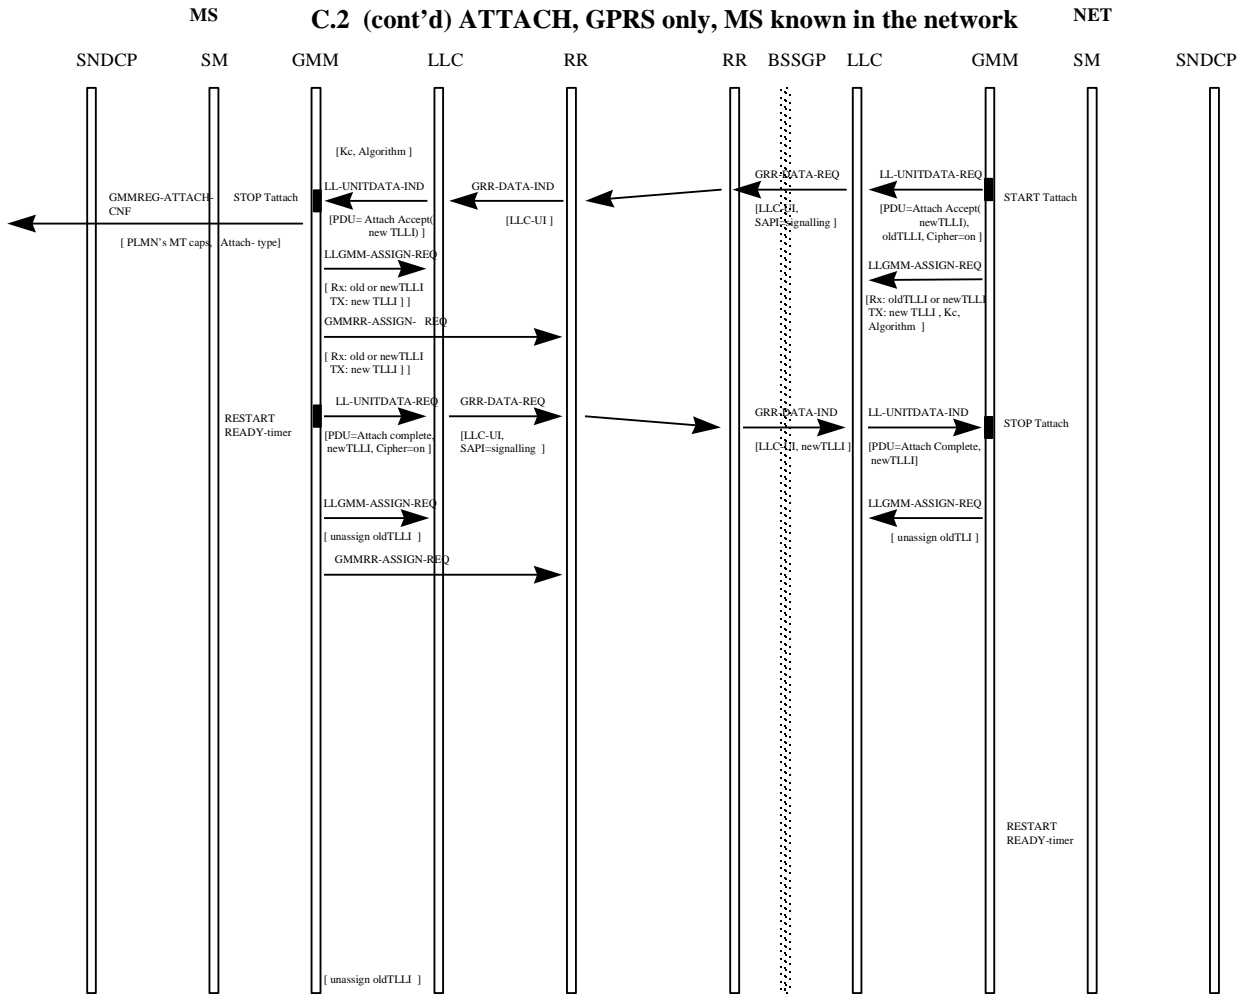 MS
C.2 (cont'd) ATTACH, GPRS only, MS known in the network
NET
SNDCP SM GMM LLC RR RR BSSGP LLC GMM SM SNDCP
[Kc, Algorithm ]
GMMREG-ATTACH-
CNF
STOP Tattach
LL-UNITDATA-IND
GRR-DATA-IND
GRR-DATA-REQ
LL-UNITDATA-REQ
START Tattach
[ PLMN's MT caps, Attach- type]
[PDU= Attach Accept(
new TLLI) ]
[LLC-UI ]
[LLC-UI,
SAPI=signalling ]
[PDU=Attach Accept(
newTLLI),
oldTLLI, Cipher=on ]
LLGMM-ASSIGN-REQ
LLGMM-ASSIGN-REQ
[ Rx: old or newTLLI
TX: new TLLI ] ]
[Rx: oldTLLI or newTLLI
TX: new TLLI , Kc,
Algorithm ]
GMMRR-ASSIGN- REQ
[ Rx: old or newTLLI
TX: new TLLI ] ]
RESTART
READY-timer
LL-UNITDATA-REQ
GRR-DATA-REQ
GRR-DATA-IND
LL-UNITDATA-IND
STOP Tattach
[PDU=Attach complete,
newTLLI, Cipher=on ]
[LLC-UI,
SAPI=signalling ]
[LLC-UI, newTLLI ]
[PDU=Attach Complete,
newTLLI]
LLGMM-ASSIGN-REQ
LLGMM-ASSIGN-REQ
[ unassign oldTLLI ]
[ unassign oldTLI ]
GMMRR-ASSIGN-REQ
RESTART
READY-timer
[ unassign oldTLLI ]